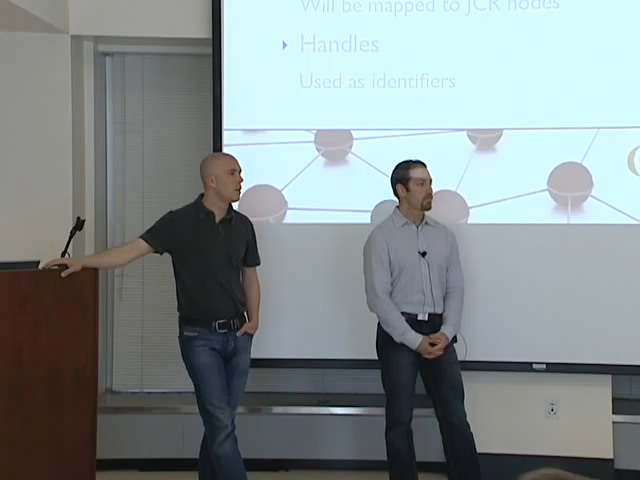 Will be mapped to JCR nodes
Handles
Used as identifiers